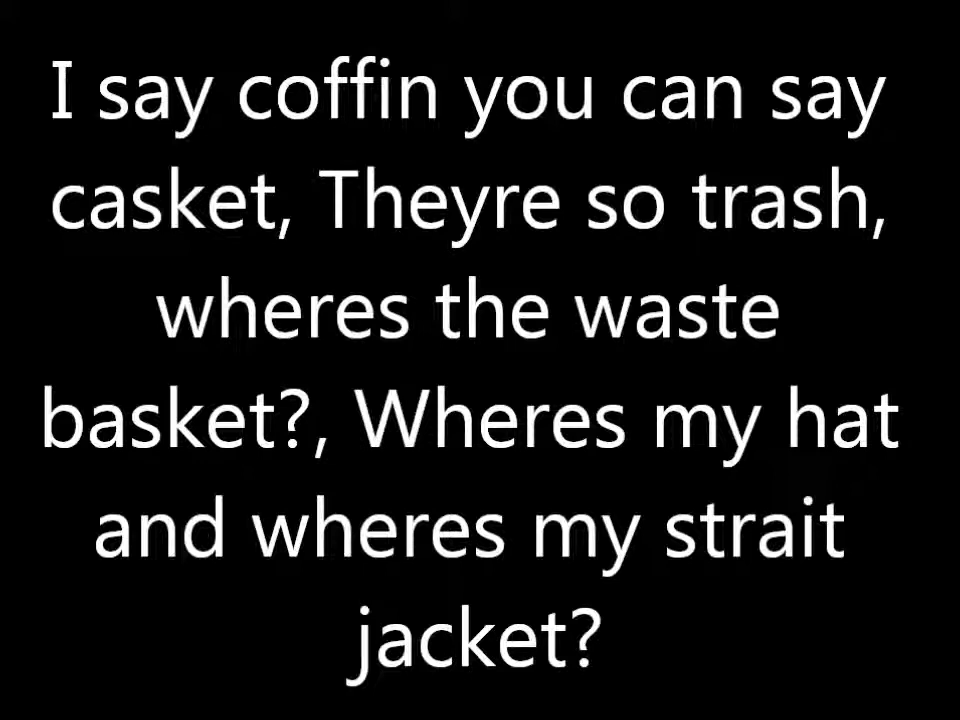 I say coffin you can say
casket, Theyre so trash,
wheres the waste
basket?, Wheres my hat
and wheres my strait
jacket?